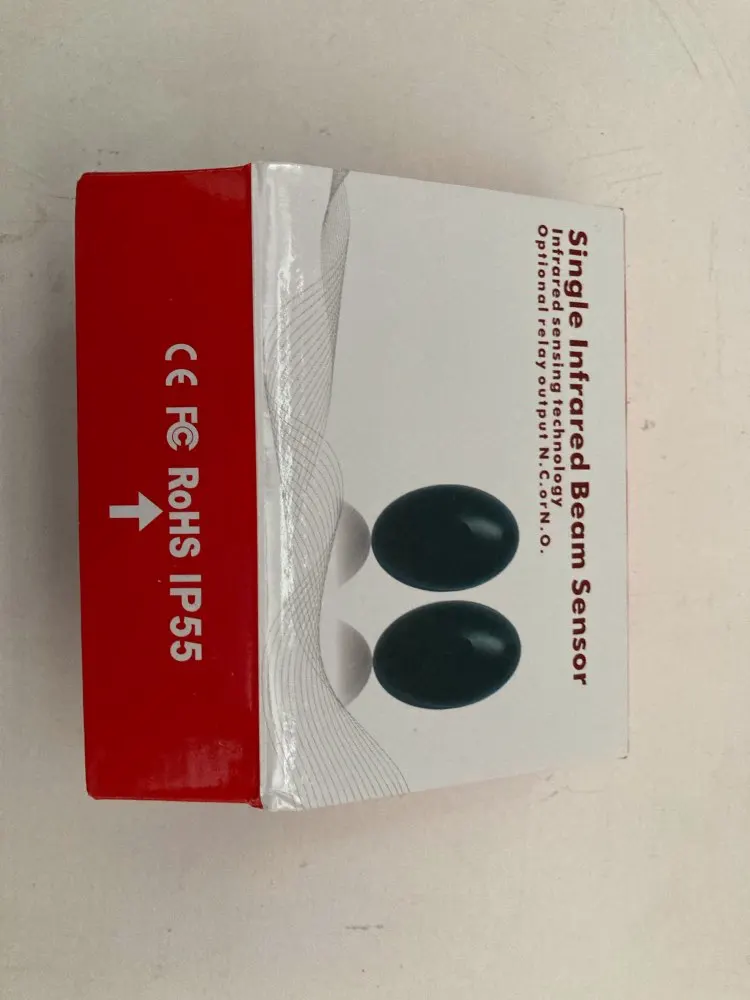 Single Infrared Beam Sensor
Infrared sensing technology
Optional relay output N.C.orN.O.
CE FC RoHS IP55